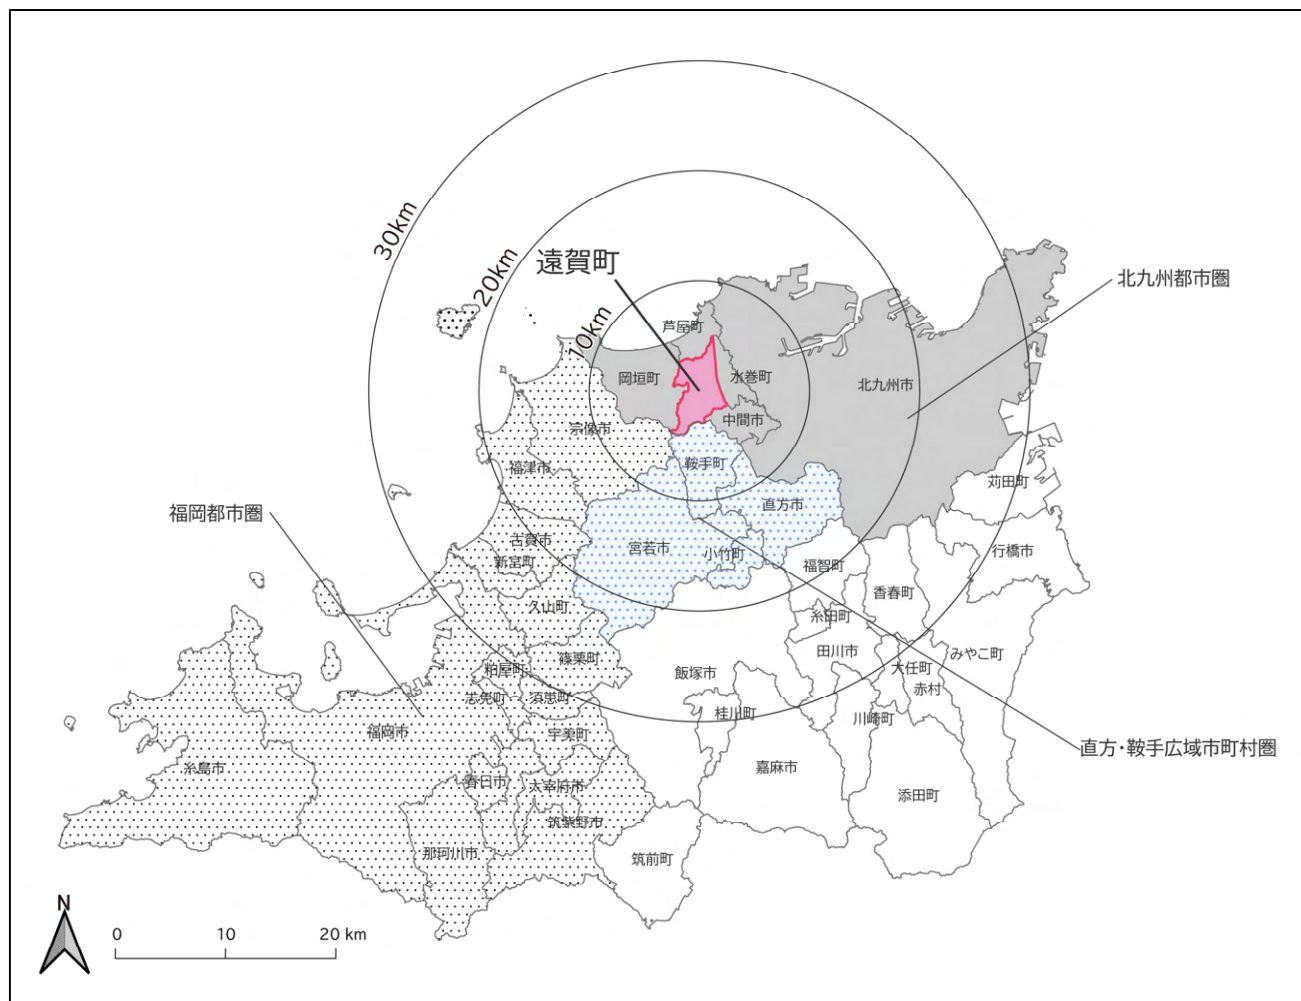 30km
20km
10km
遠賀町
北九州都市圏
芦屋町
岡垣町
水巻町
北九州市
中間市
宗像市
鞍手町
福津市
直方市
苅田町
福岡都市圏
古賀市
宮若市
小竹町
行橋市
新宮町
福智町
香春町
久山町
糸田町
田川市
みやこ町
篠栗町
粕屋町
飯塚市
大任町
赤村
志免町
須恵町
桂川町
川崎町
福岡市
宇美町
直方・鞍手広域市町村圏
糸島市
嘉麻市
春日市
太宰府市
添田町
筑紫野市
那珂川市
筑前町
N
0 10 20 km